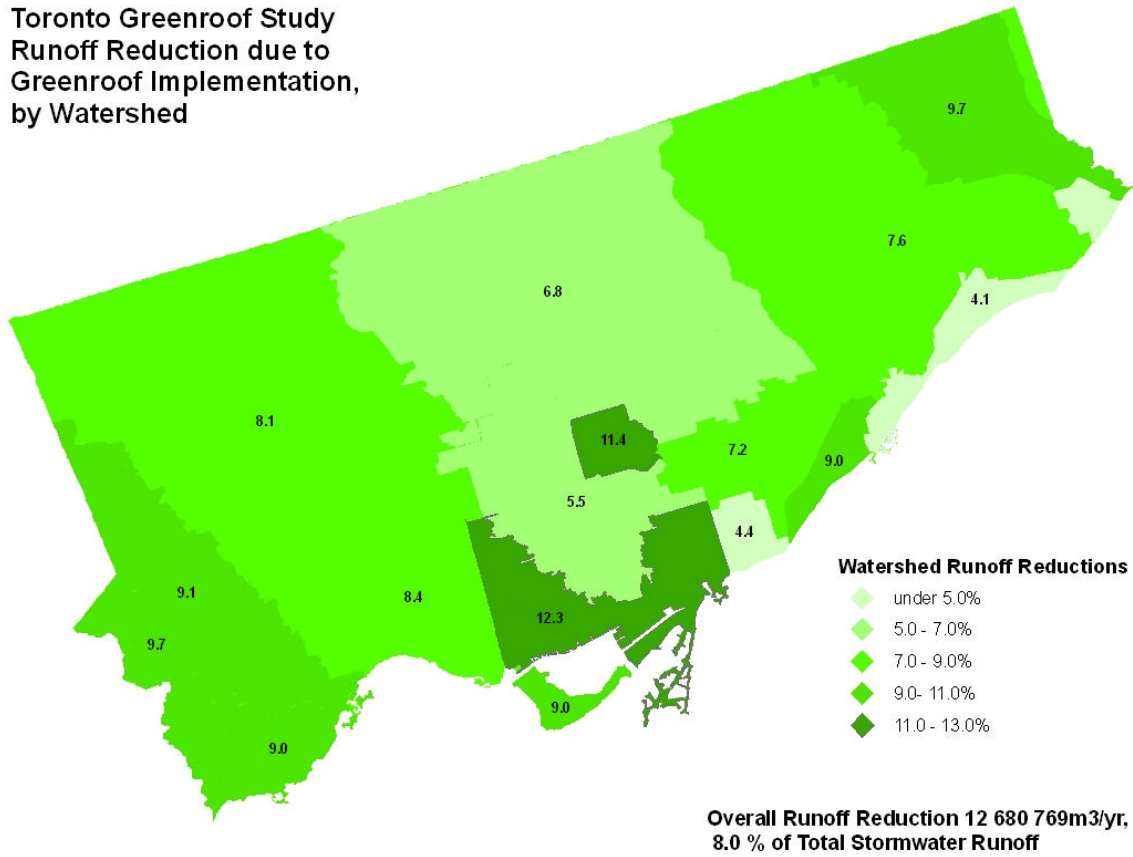 Toronto Greenroof Study
Runoff Reduction due to
Greenroof Implementation,
by Watershed
9.7
7.6
6.8
4.1
8.1
11.4
7.2
9.0
5.5
4.4
9.1
8.4
12.3
9.7
9.0
9.0
Watershed Runoff Reductions
under 5.0%
5.0 - 7.0%
7.0 - 9.0%
9.0- 11.0%
11.0 - 13.0%
Overall Runoff Reduction 12 680 769m3/yr,
8.0 % of Total Stormwater Runoff